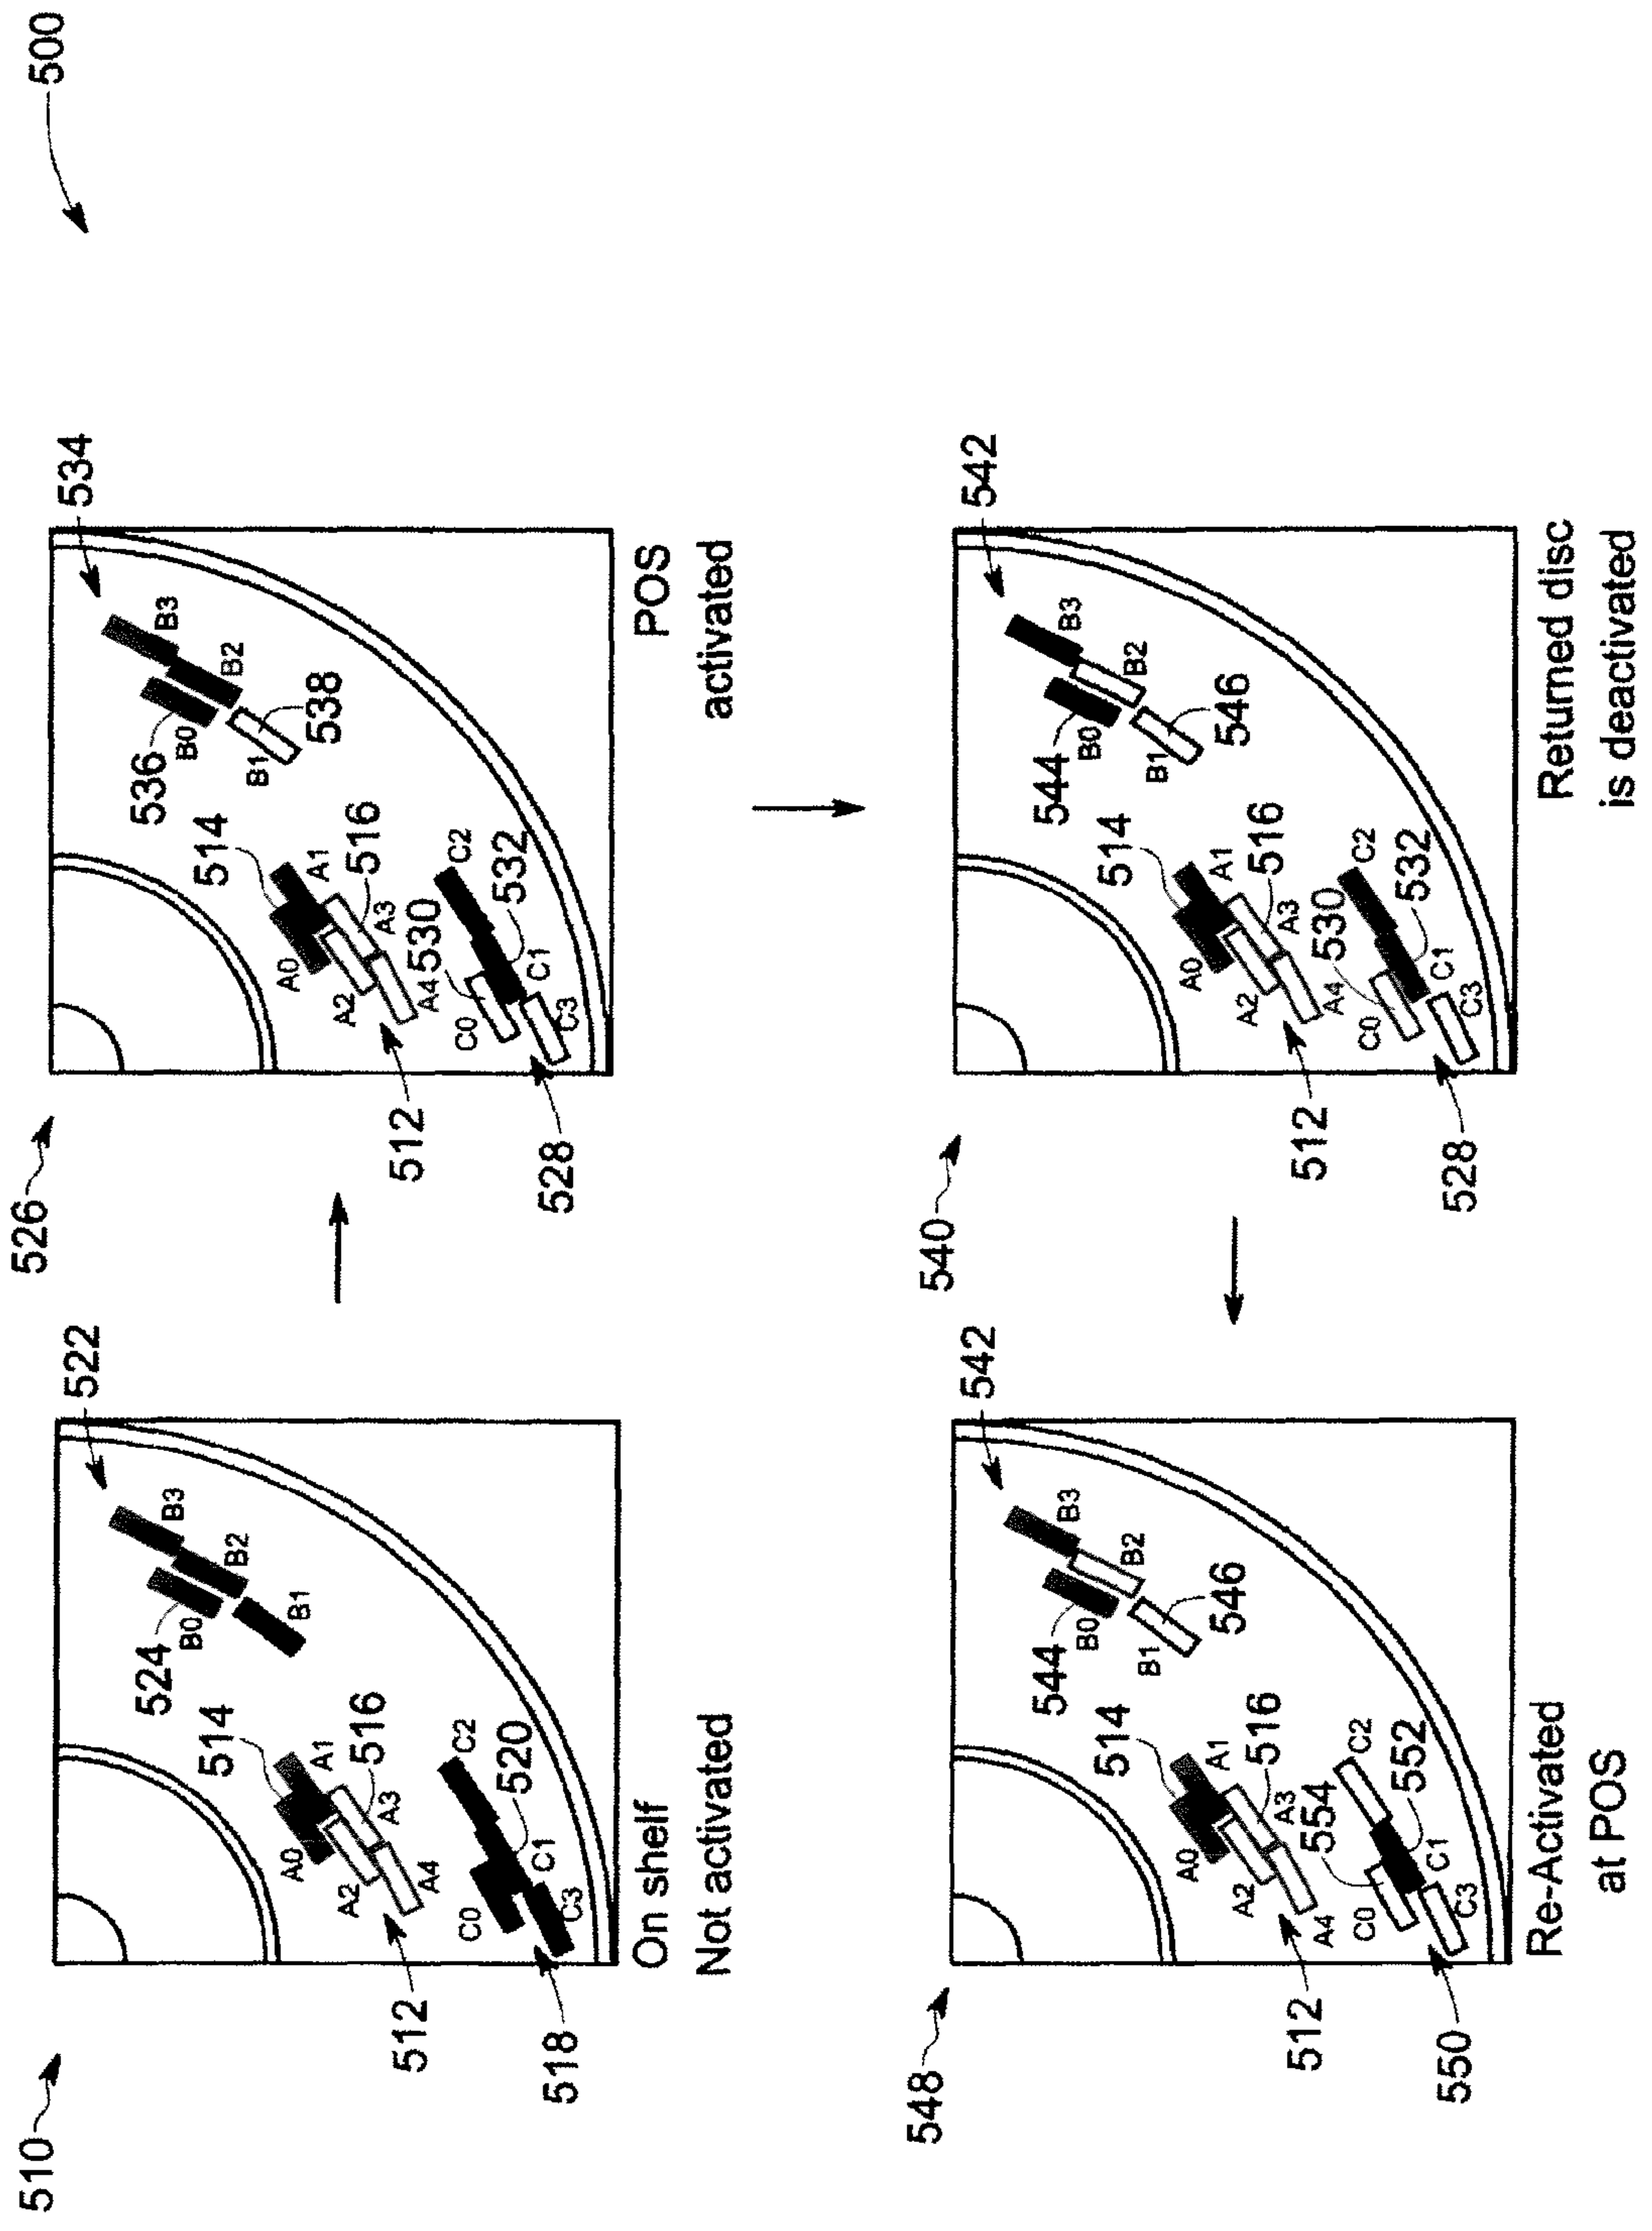 500
510
522
B3
B2
524
B0
B1
514
A1
A0
516
A3
A2
A4
512
C2
520
C0
C1
C3
518
On shelf
Not activated
526
534
B3
B2
536
B0
538
B1
514
A1
A0
516
A3
A2
A4
512
530
C2
532
C0
C1
C3
528
POS
activated
540
542
B3
B2
544
B0
B1
546
514
A1
A0
516
A3
A2
A4
512
530
C2
532
C0
C1
C3
528
Returned disc
is deactivated
548
542
B3
B2
544
B0
B1
546
514
A1
A0
516
A3
A2
A4
512
554
C2
552
C0
C1
C3
550
Re-Activated
at POS